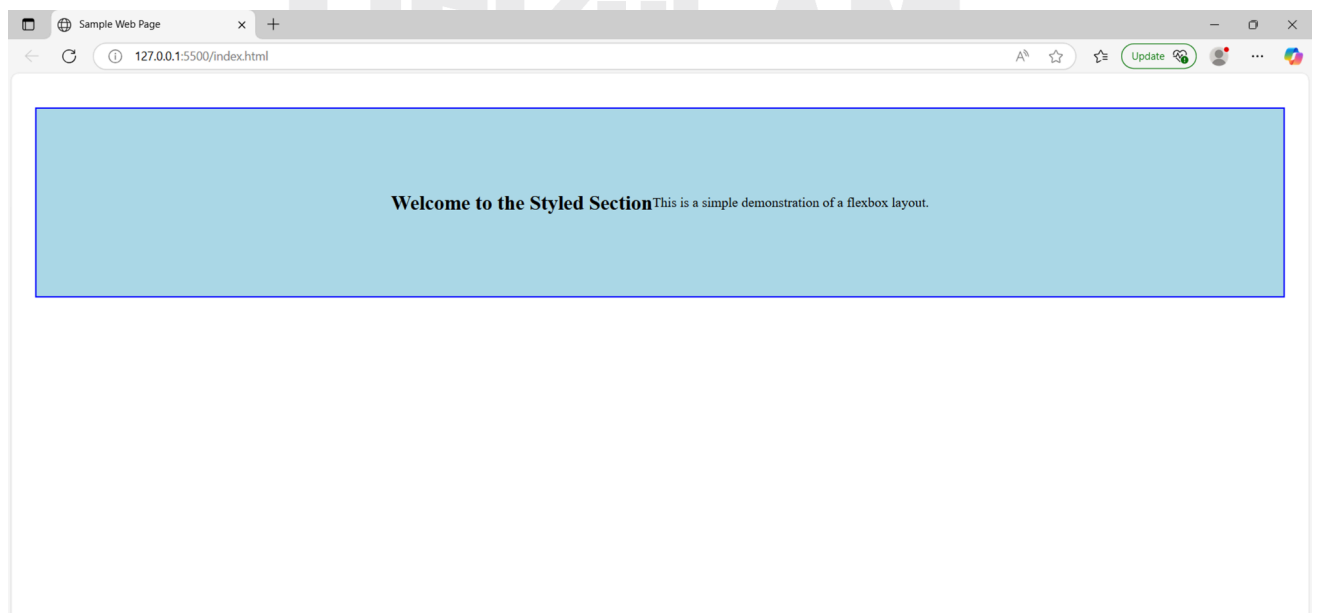 Sample Web Page
127.0.0.1:5500/index.html
Update
Welcome to the Styled Section This is a simple demonstration of a flexbox layout.